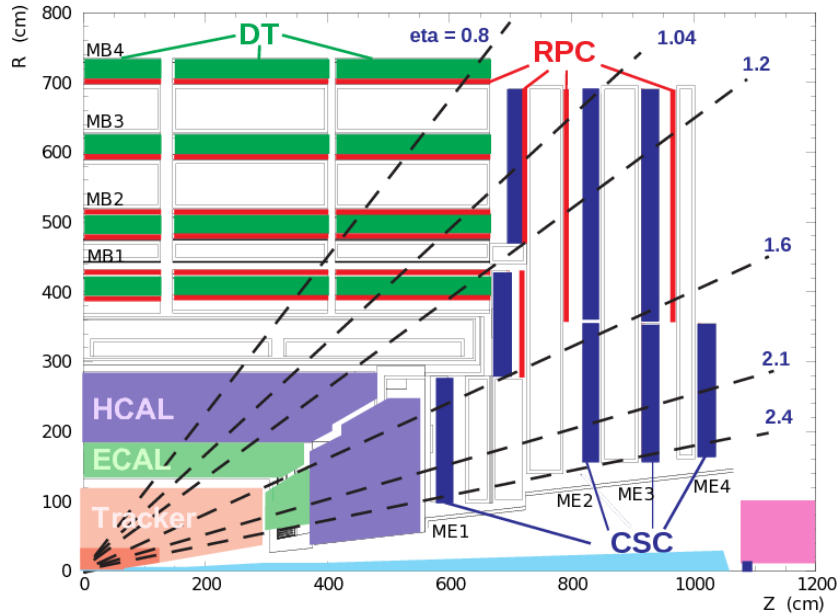 R (cm)
800
700
600
500
400
300
200
100
0
MB4
MB3
MB2
MB1
DT
eta = 0.8
RPC
1.04
1.2
1.6
2.1
2.4
HCAL
ECAL
Tracker
ME1
ME2
ME3
ME4
CSC
0
200
400
600
800
1000
1200
Z (cm)